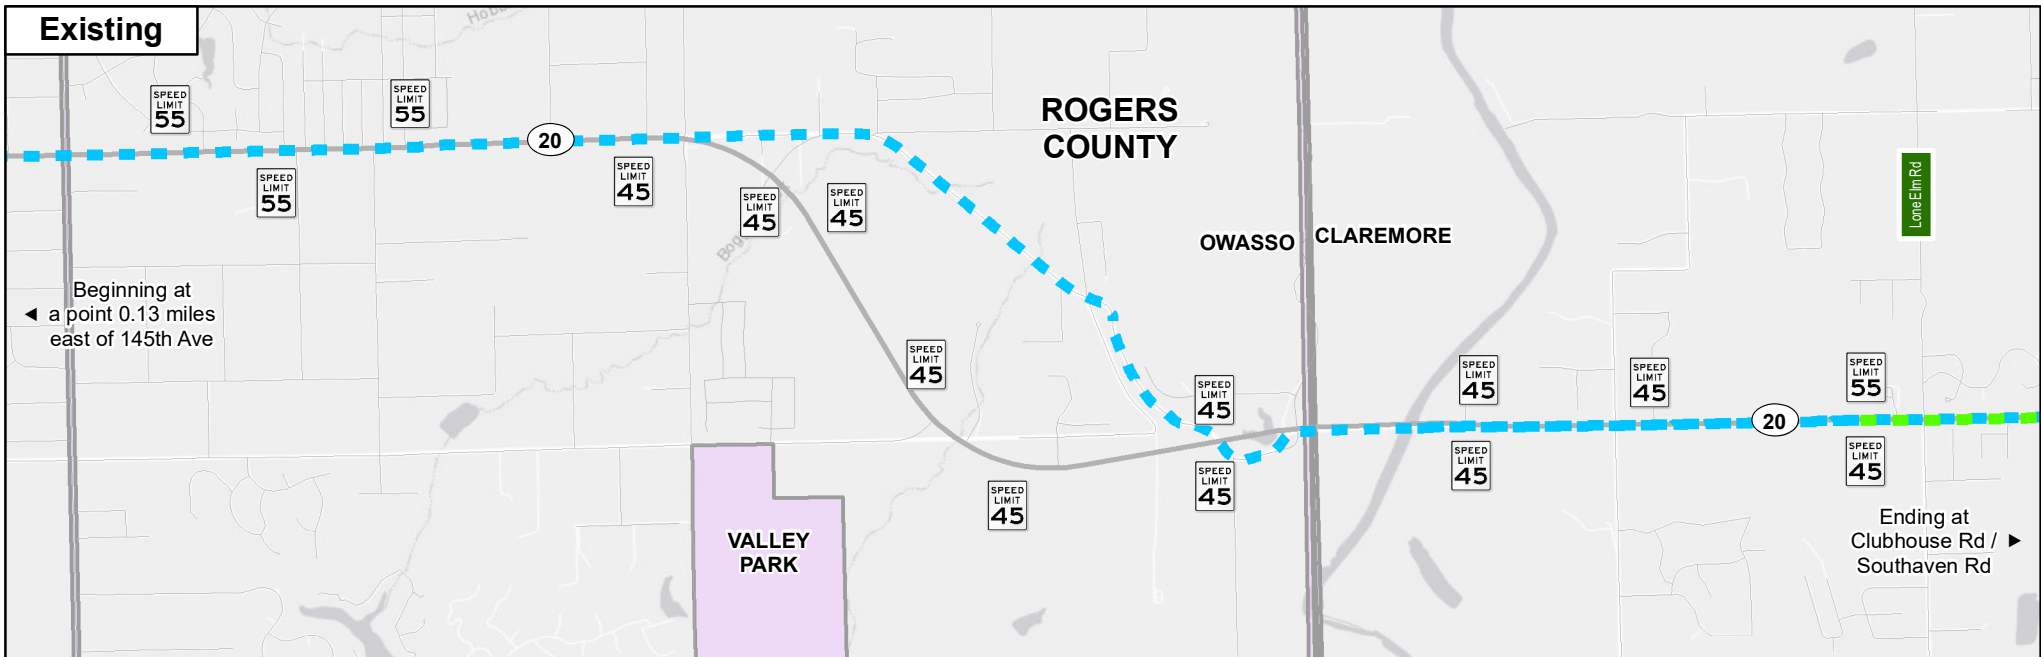 Existing
SPEED
LIMIT
55
SPEED
LIMIT
55
SPEED
LIMIT
55
20
SPEED
LIMIT
45
SPEED
LIMIT
45
SPEED
LIMIT
45
ROGERS
COUNTY
LoneElm Rd
OWASSO
CLAREMORE
Beginning at
a point 0.13 miles
east of 145th Ave
SPEED
LIMIT
45
SPEED
LIMIT
45
SPEED
LIMIT
45
SPEED
LIMIT
45
SPEED
LIMIT
55
20
SPEED
LIMIT
45
SPEED
LIMIT
45
SPEED
LIMIT
45
SPEED
LIMIT
45
VALLEY
PARK
Ending at
Clubhouse Rd /
Southaven Rd